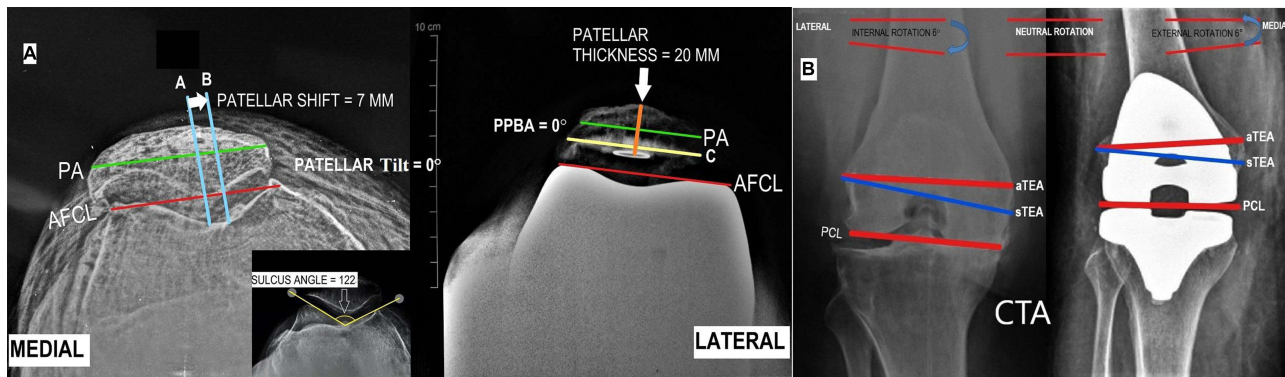 A
A
B
PATELLAR SHIFT = 7 MM
PA
PATELLAR Tilt = 0°
AFCL
SULCUS ANGLE = 122
MEDIAL
10 cm
PATELLAR
THICKNESS = 20 MM
PPBA = 0°
PA
C
AFCL
LATERAL
LATERAL
INTERNAL ROTATION 6°
NEUTRAL ROTATION
EXTERNAL ROTATION 6°
MEDIA
B
aTEA
sTEA
PCL
CTA
aTEA
sTEA
PCL